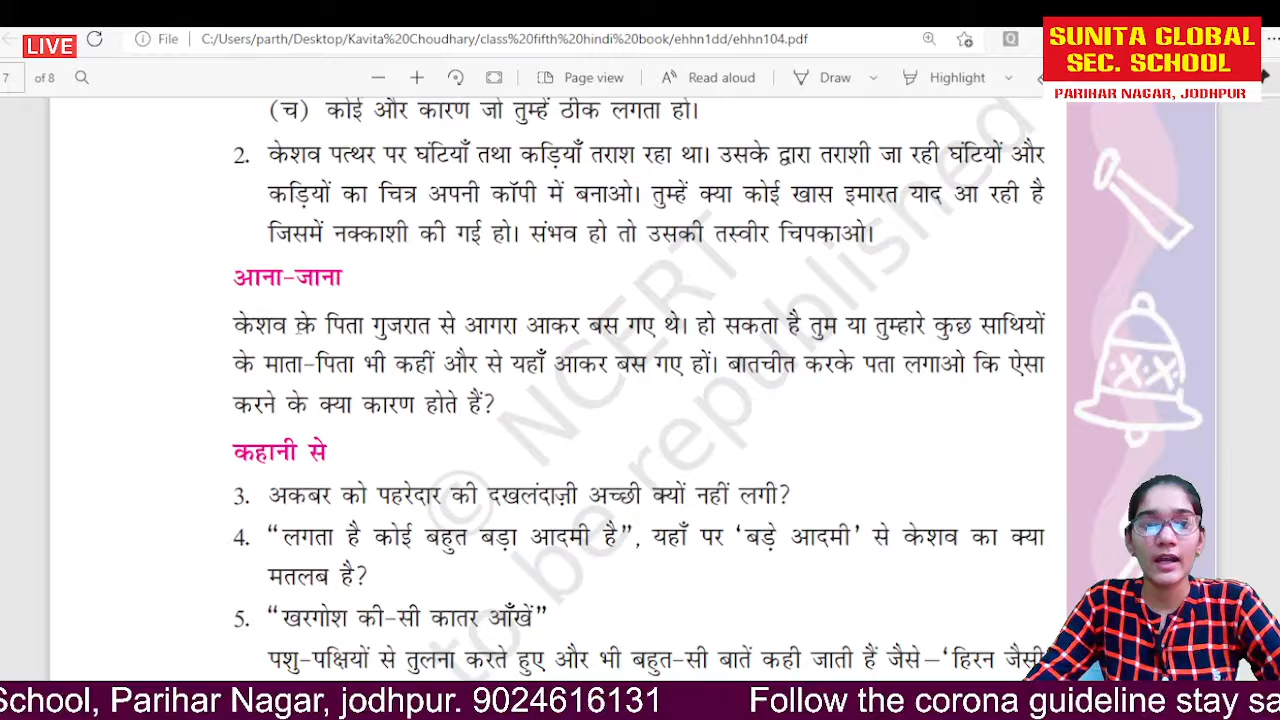 LIVE
File C:/Users/parth/Desktop/Kavita%20Choudhary/class%20fifth%20hindi%20book/ehhn1dd/ehhn104.pdf
SUNITA GLOBAL
SEC. SCHOOL
PARIHAR NAGAR, JODHPUR
7 of 8 Page view Read aloud Draw Highlight
(च) कोई और कारण जो तुम्हें ठीक लगता हो।
2. केशव पत्थर पर घंटियाँ तथा कड़ियाँ तराश रहा था। उसके द्वारा तराशी जा रही घंटियों और
कड़ियों का चित्र अपनी कॉपी में बनाओ। तुम्हें क्या कोई खास इमारत याद आ रही है
जिसमें नक्काशी की गई हो। संभव हो तो उसकी तस्वीर चिपकाओ।
आना-जाना
केशव के पिता गुजरात से आगरा आकर बस गए थे। हो सकता है तुम या तुम्हारे कुछ साथियों
के माता-पिता भी कहीं और से यहाँ आकर बस गए हों। बातचीत करके पता लगाओ कि ऐसा
करने के क्या कारण होते हैं?
कहानी से
3. अकबर को पहरेदार की दखलंदाज़ी अच्छी क्यों नहीं लगी?
4. “लगता है कोई बहुत बड़ा आदमी है”, यहाँ पर ‘बड़े आदमी’ से केशव का क्या
मतलब है?
5. “खरगोश की-सी कातर आँखें”
पशु-पक्षियों से तुलना करते हुए और भी बहुत-सी बातें कही जाती हैं जैसे–‘हिरन जैसी
© NCERT
to be republished
School, Parihar Nagar, jodhpur. 9024616131 Follow the corona guideline stay sa